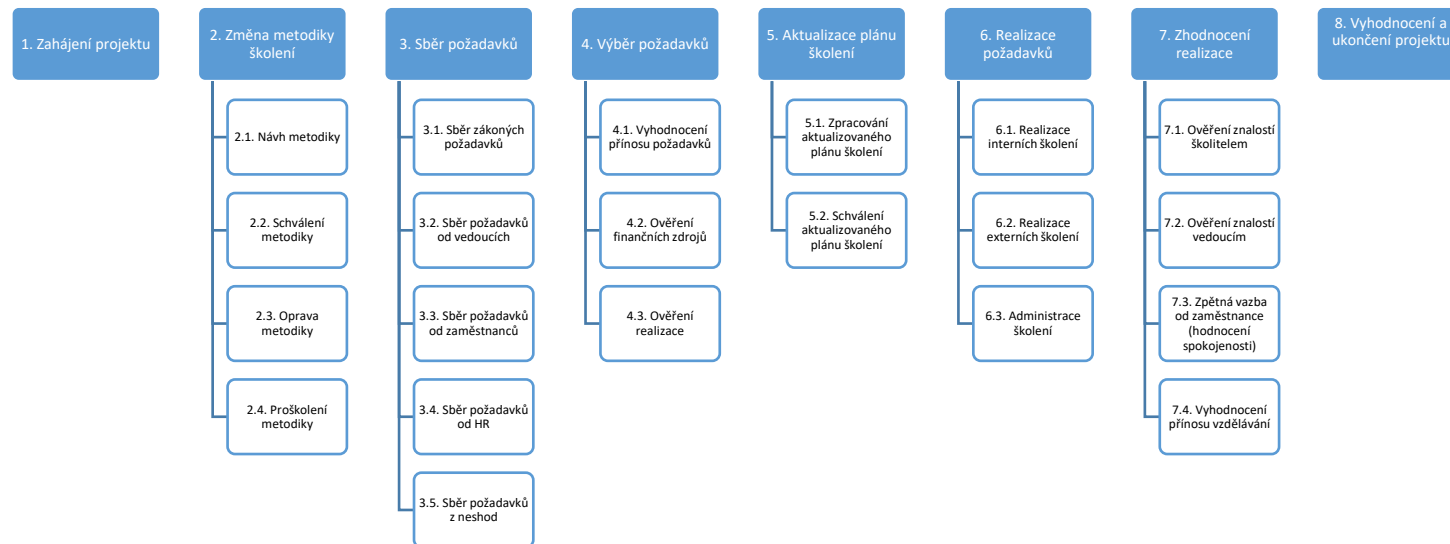 1. Zahájení projektu
2. Změna metodiky
školení
2.1. Návh metodiky
2.2. Schválení
metodiky
2.3. Oprava
metodiky
2.4. Proškolení
metodiky
3. Sběr požadavků
3.1. Sběr zákoných
požadavků
3.2. Sběr požadavků
od vedoucích
3.3. Sběr požadavků
od zaměstnanců
3.4. Sběr požadavků
od HR
3.5. Sběr požadavků
z neshod
4. Výběr požadavků
4.1. Vyhodnocení
přínosu požadavků
4.2. Ověření
finančních zdrojů
4.3. Ověření
realizace
5. Aktualizace plánu
školení
5.1. Zpracování
aktualizovaného
plánu školení
5.2. Schválení
aktualizovaného
plánu školení
6. Realizace
požadavků
6.1. Realizace
interních školení
6.2. Realizace
externích školení
6.3. Administrace
školení
7. Zhodnocení
realizace
7.1. Ověření znalostí
školitelem
7.2. Ověření znalostí
vedoucím
7.3. Zpětná vazba
od zaměstnance
(hodnocení
spokojenosti)
7.4. Vyhodnocení
přínosu vzdělávání
8. Vyhodnocení a
ukončení projektu